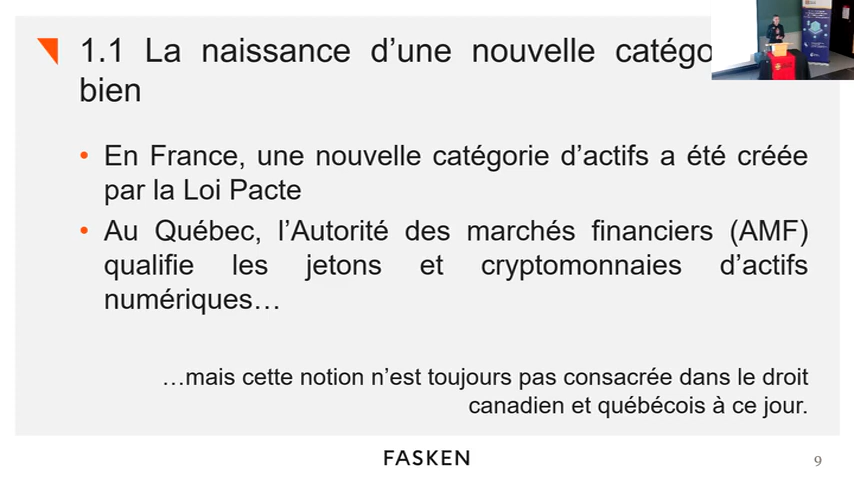 1.1 La naissance d’une nouvelle
bien
• En France, une nouvelle catégorie d’actifs a été créée
par la Loi Pacte
• Au Québec, l’Autorité des marchés financiers (AMF)
qualifie les jetons et cryptomonnaies d’actifs
numériques…
…mais cette notion n’est toujours pas consacrée dans le droit
canadien et québécois à ce jour.
FASKEN
9